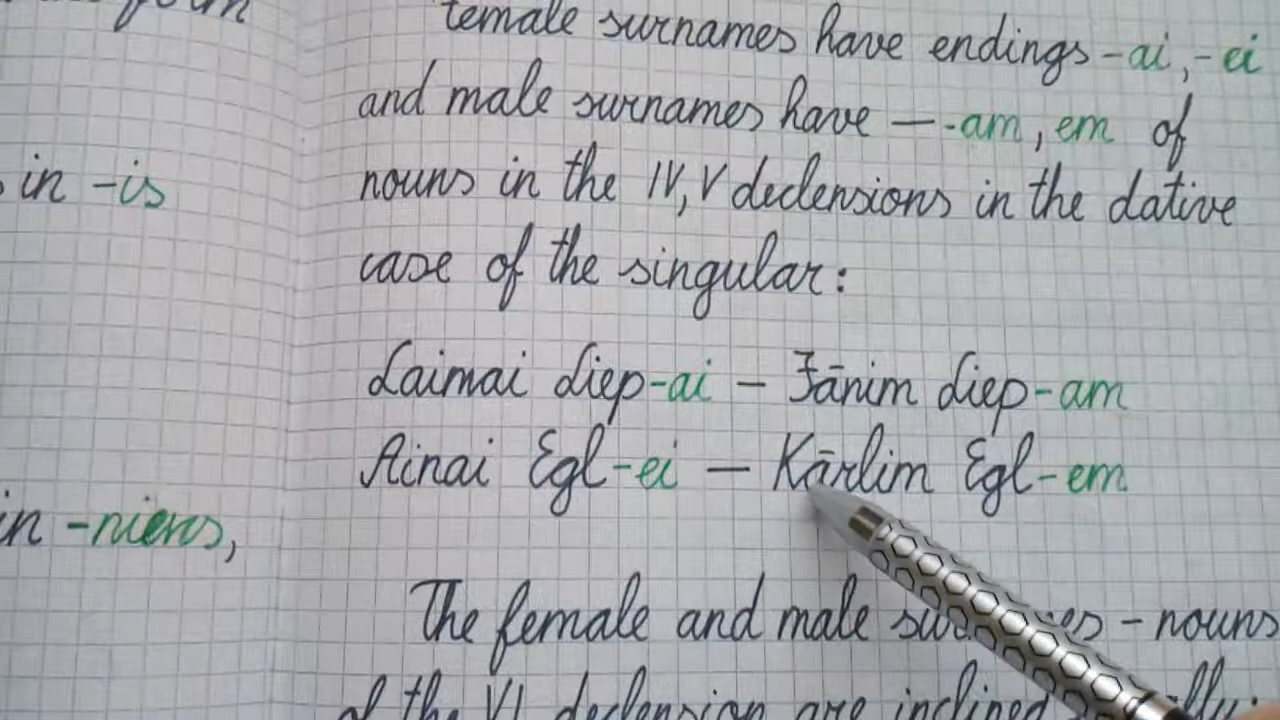 in -is
in -niens,
female surnames have endings -ai, -ei
and male surnames have — -am, em of
nouns in the IV, V declensions in the dative
case of the singular:
Laimai Liep-ai – Jānim Liep-am
Ainai Egl-ei – Kārlim Egl-em
The female and male - nouns
of the VI declension are inclined